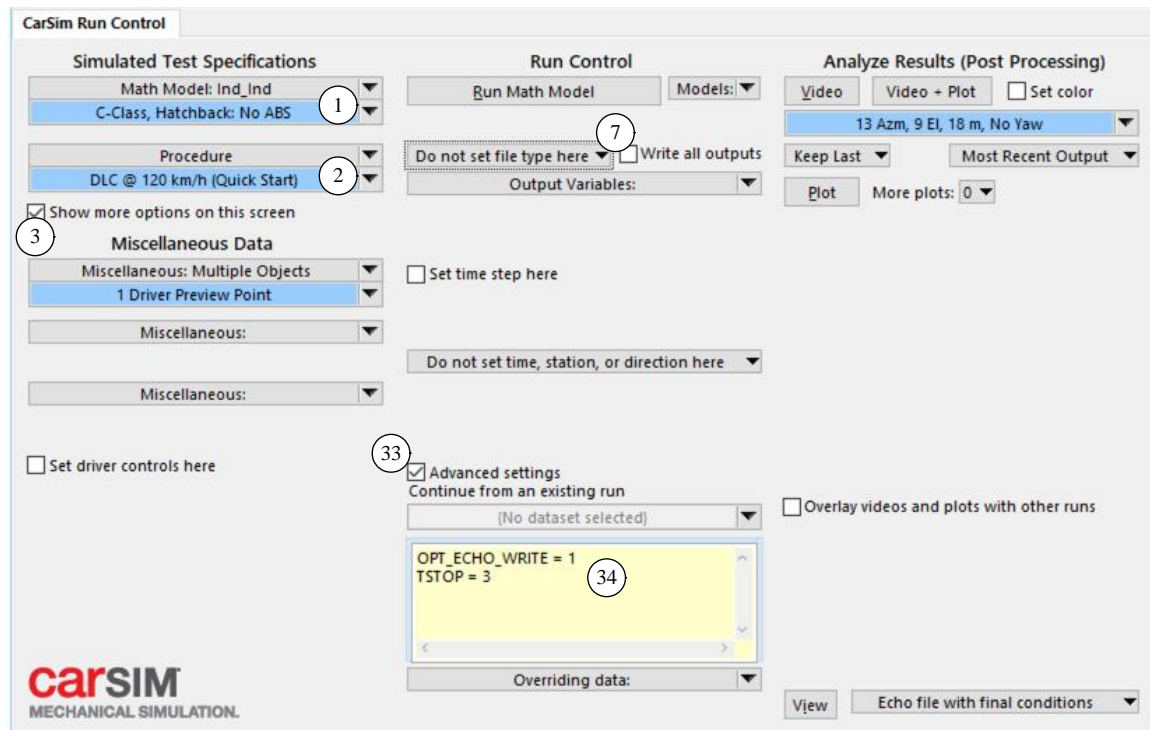 CarSim Run Control
Simulated Test Specifications
Math Model: Ind_Ind
C-Class, Hatchback: No ABS
1
Procedure
DLC @ 120 km/h (Quick Start)
2
Show more options on this screen
3
Miscellaneous Data
Miscellaneous: Multiple Objects
1 Driver Preview Point
Miscellaneous:
Miscellaneous:
Set driver controls here
Run Control
Run Math Model
Models:
7
Do not set file type here
Write all outputs
Output Variables:
Set time step here
Do not set time, station, or direction here
33
Advanced settings
Continue from an existing run
{No dataset selected}
OPT_ECHO_WRITE = 1
TSTOP = 3
34
Overriding data:
Analyze Results (Post Processing)
Video
Video + Plot
Set color
13 Azm, 9 El, 18 m, No Yaw
Keep Last
Most Recent Output
Plot
More plots: 0
Overlay videos and plots with other runs
View
Echo file with final conditions
carSIM
MECHANICAL SIMULATION.